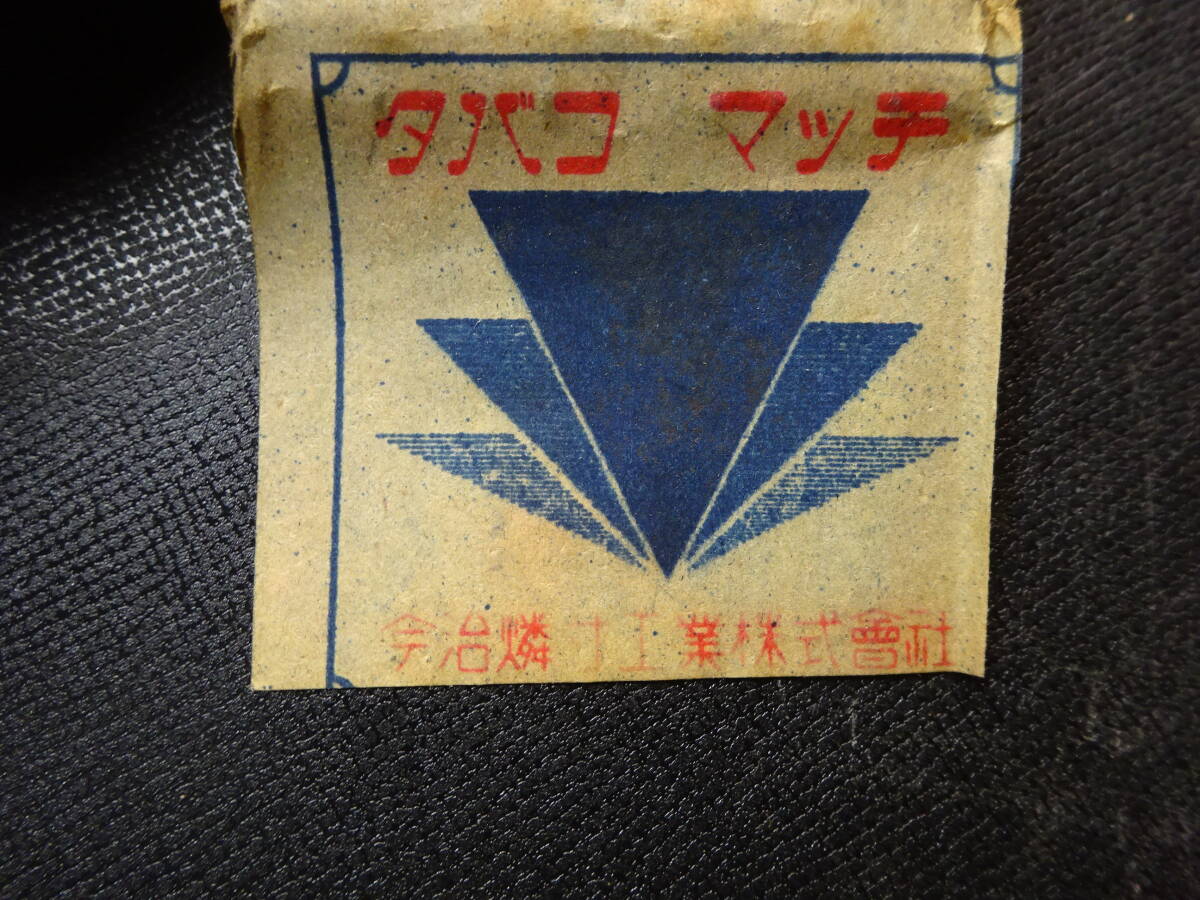 タバコ マッチ
今治燐寸工業株式會社